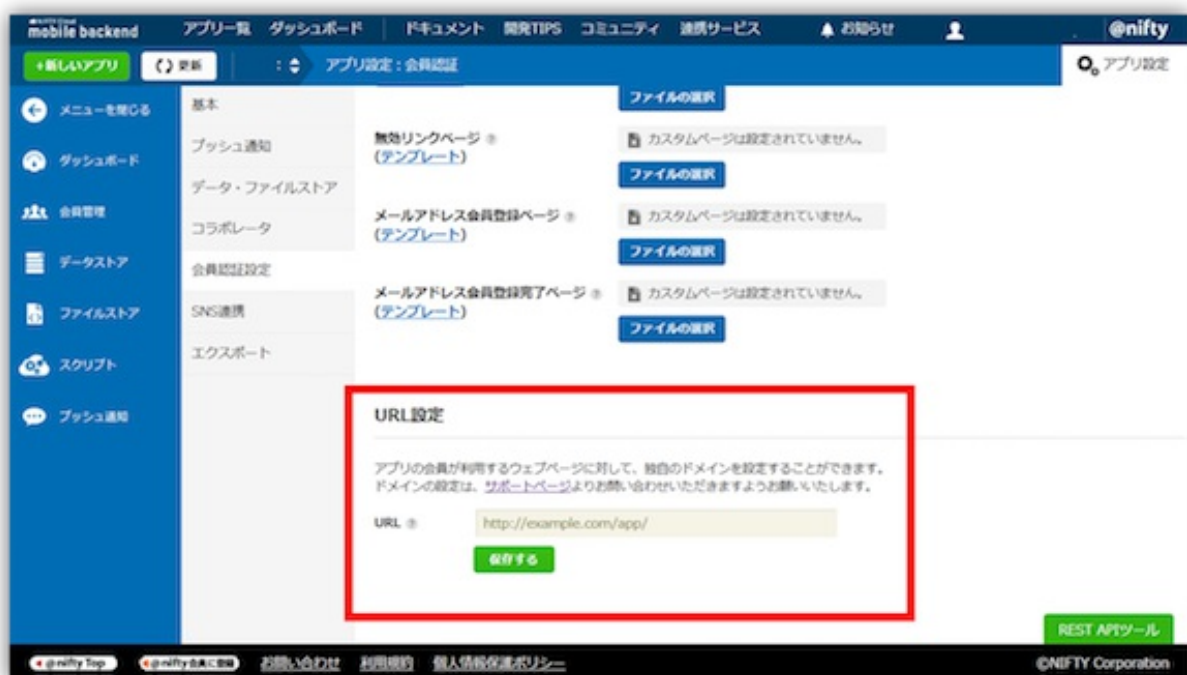 NIFTY Cloud
mobile backend
アプリ一覧 ダッシュボード ドキュメント 開発TIPS コミュニティ 連携サービス お知らせ @nifty
+新しいアプリ 更新 : アプリ設定 : 会員認証 アプリ設定
メニューを閉じる
ダッシュボード
会員管理
データストア
ファイルストア
スクリプト
プッシュ通知
基本
プッシュ通知
データ・ファイルストア
コラボレータ
会員認証設定
SNS連携
エクスポート
ファイルの選択
無効リンクページ カスタムページは設定されていません。
(テンプレート)
ファイルの選択
メールアドレス会員登録ページ カスタムページは設定されていません。
(テンプレート)
ファイルの選択
メールアドレス会員登録完了ページ カスタムページは設定されていません。
(テンプレート)
ファイルの選択
URL設定
アプリの会員が利用するウェブページに対して、独自のドメインを設定することができます。
ドメインの設定は、サポートページよりお問い合わせいただきますようお願いいたします。
URL http://example.com/app/
保存する
REST APIツール
@nifty Top @nifty会員に登録 お問い合わせ 利用規約 個人情報保護ポリシー ©NIFTY Corporation